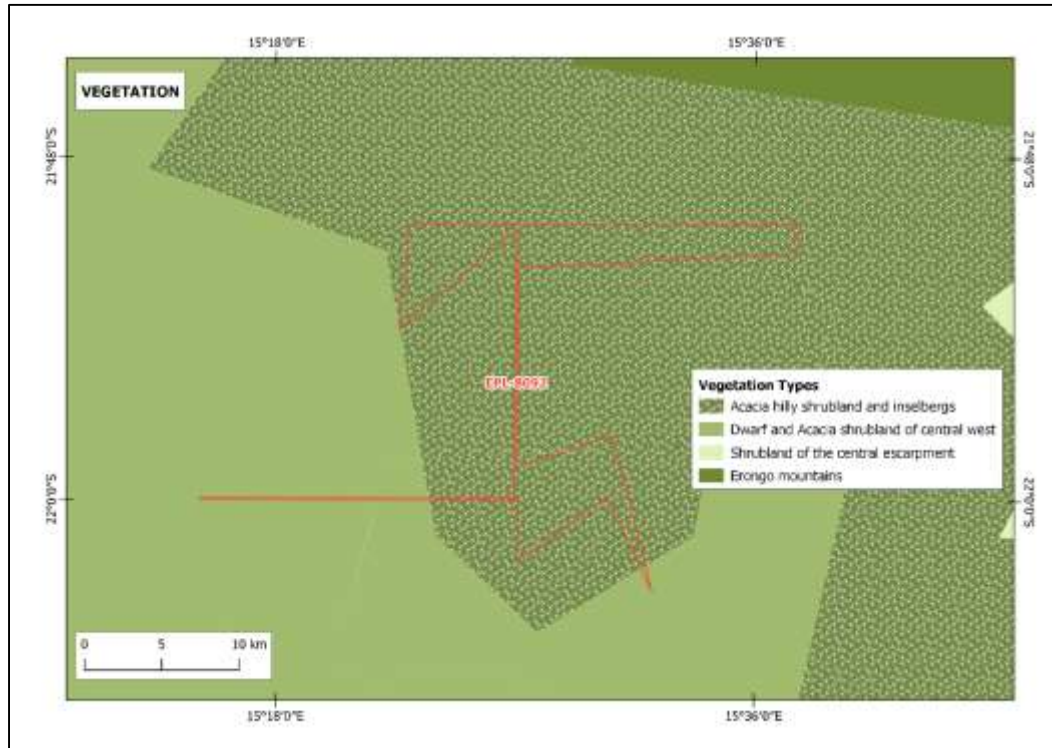 15°18'0"E
15°36'0"E
VEGETATION
21°48'0"S
21°48'0"S
EPL-8093
Vegetation Types
Acacia hilly shrubland and inselbergs
Dwarf and Acacia shrubland of central west
Shrubland of the central escarpment
Erongo mountains
22°0'0"S
22°0'0"S
0
5
10 km
15°18'0"E
15°36'0"E